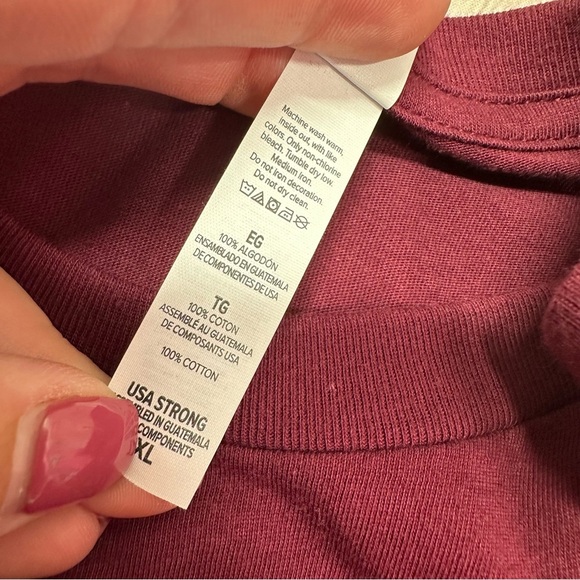 Machine wash warm,
inside out, with like
colors. Only non-chlorine
bleach. Tumble dry low.
Medium iron.
Do not iron decoration.
Do not dry clean.
EG
100% ALGODÓN
ENSAMBLADO EN GUATEMALA
DE COMPONENTES DE USA
TG
100% COTON
ASSEMBLÉ AU GUATEMALA
DE COMPOSANTS USA
100% COTTON
USA STRONG
IN GUATEMALA
COMPONENTS
XL